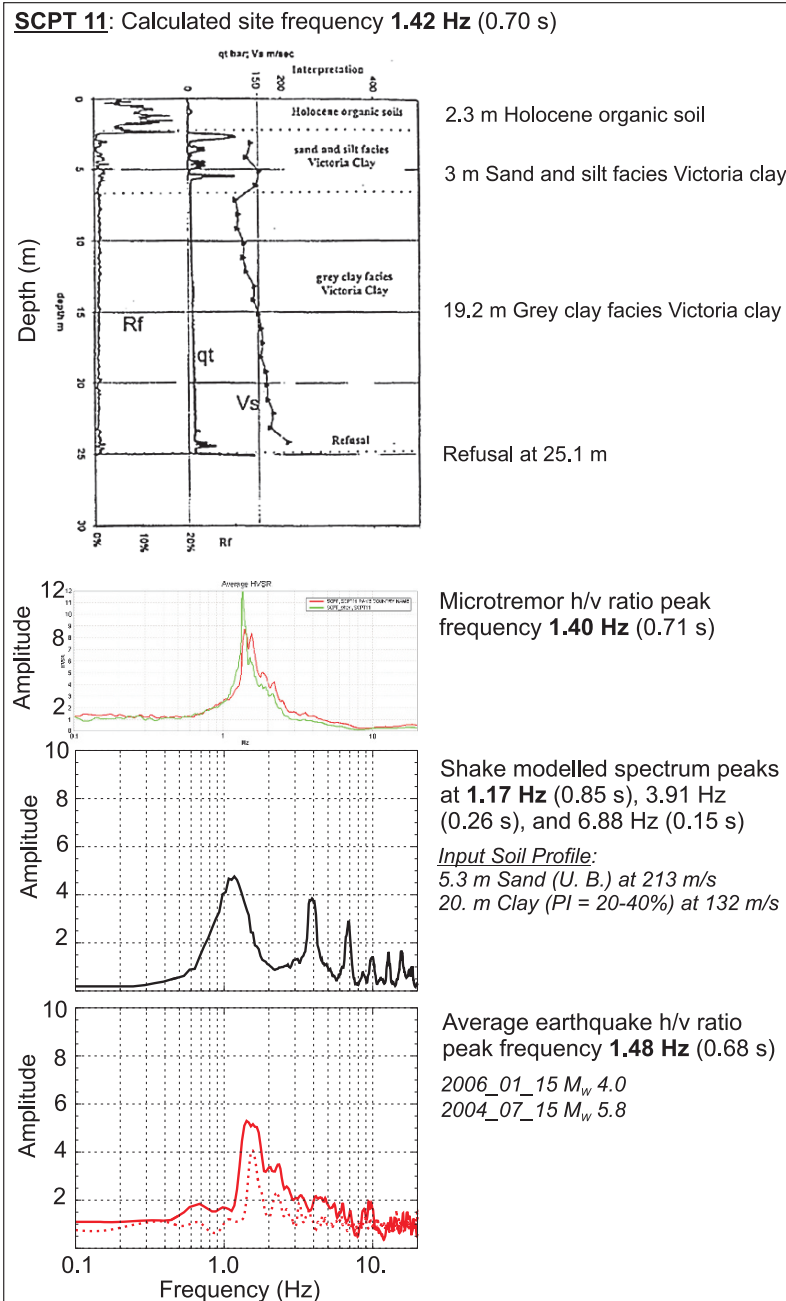 SCPT 11: Calculated site frequency 1.42 Hz (0.70 s)
qt bar; Vs m/sec
0 150 200 400
Interpretation
Holocene organic soils
sand and silt facies
Victoria Clay
grey clay facies
Victoria Clay
Refusal
Depth (m)
depth m
0
5
10
15
20
25
30
Rf
qt
Vs
0% 10% 20%
Rf
2.3 m Holocene organic soil
3 m Sand and silt facies Victoria clay
19.2 m Grey clay facies Victoria clay
Refusal at 25.1 m
Average HVSR
Amplitude
12
8
2
0.1 1 10
Microtremor h/v ratio peak
frequency 1.40 Hz (0.71 s)
Amplitude
10
8
6
4
2
Shake modelled spectrum peaks
at 1.17 Hz (0.85 s), 3.91 Hz
(0.26 s), and 6.88 Hz (0.15 s)
Input Soil Profile:
5.3 m Sand (U. B.) at 213 m/s
20. m Clay (PI = 20-40%) at 132 m/s
Amplitude
10
8
6
4
2
0.1 1.0 10.
Frequency (Hz)
Average earthquake h/v ratio
peak frequency 1.48 Hz (0.68 s)
2006_01_15 Mw 4.0
2004_07_15 Mw 5.8